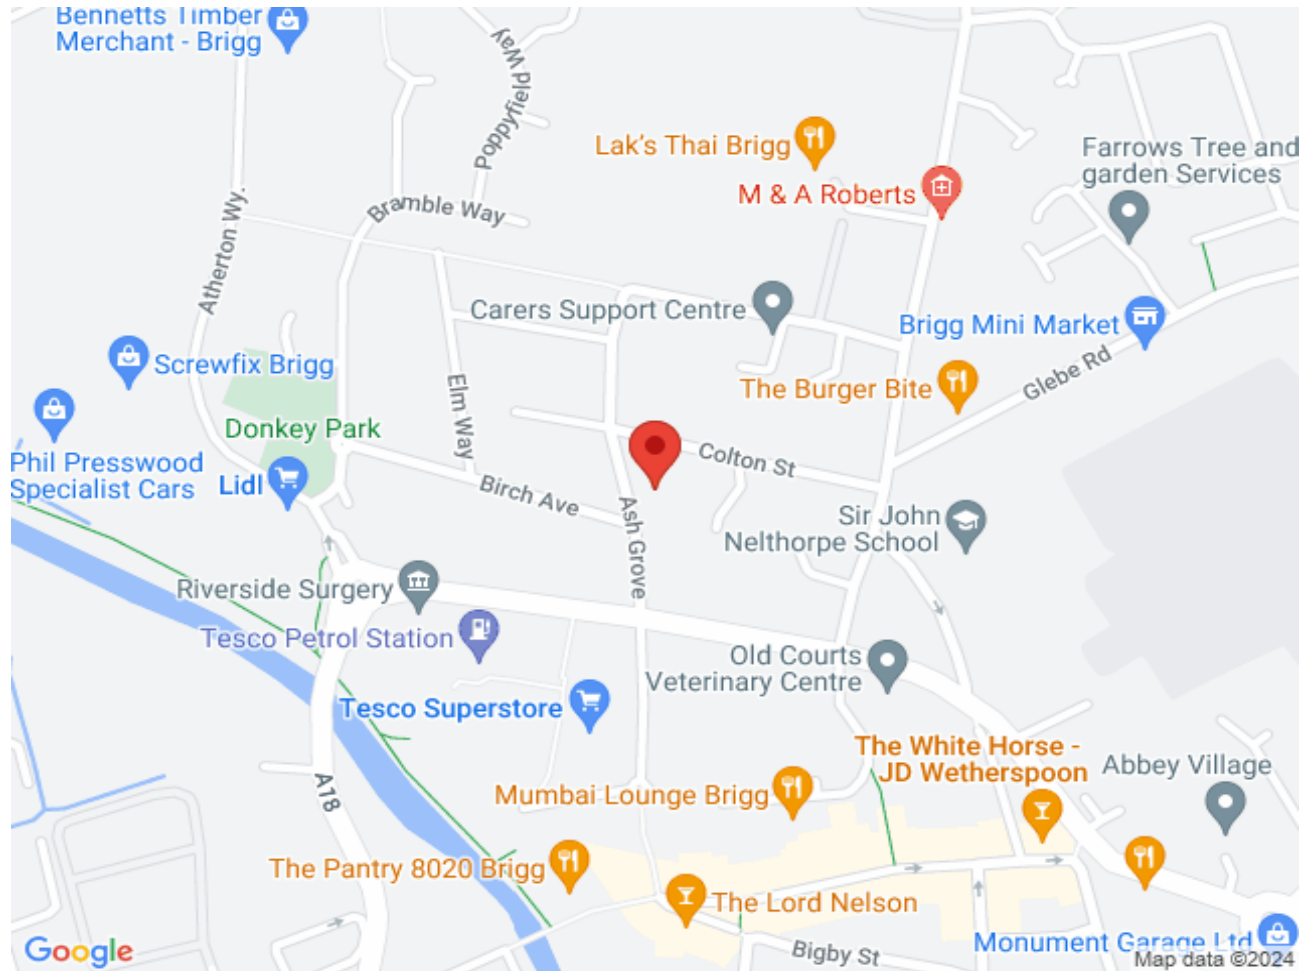 Bennetts Timber
Merchant - Brigg
Poppyfield Way
Lak's Thai Brigg
Farrows Tree and
garden Services
M & A Roberts
Bramble Way
Atherton Wy.
Carers Support Centre
Brigg Mini Market
Screwfix Brigg
The Burger Bite
Glebe Rd
Elm Way
Donkey Park
Colton St
Phil Presswood
Specialist Cars
Lidl
Birch Ave
Ash Grove
Sir John
Nelthorpe School
Riverside Surgery
Tesco Petrol Station
Old Courts
Veterinary Centre
Tesco Superstore
The White Horse -
JD Wetherspoon
Abbey Village
A18
Mumbai Lounge Brigg
The Pantry 8020 Brigg
The Lord Nelson
Bigby St
Monument Garage Ltd
Google
Map data ©2024